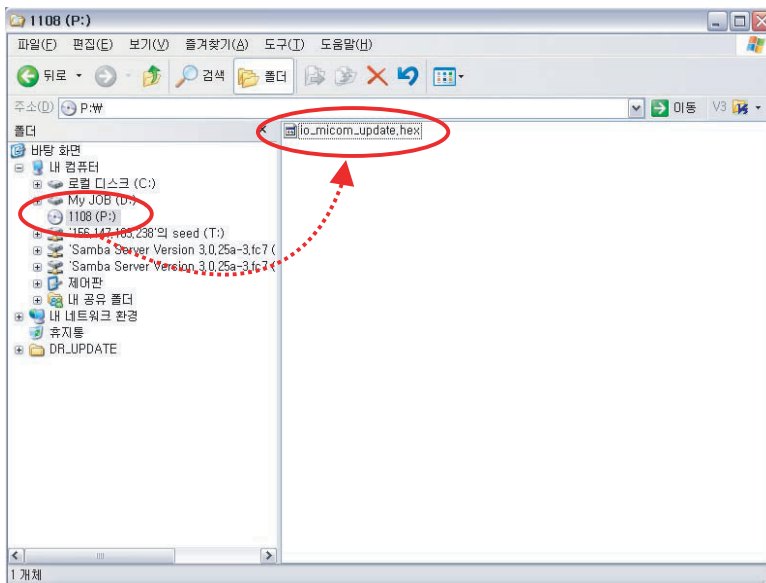 1108 (P:)
파일(F) 편집(E) 보기(V) 즐겨찾기(A) 도구(T) 도움말(H)
뒤로 검색 폴더
주소(D) P:₩ 이동 V3
폴더 ×
io_micom_update.hex
바탕 화면
내 컴퓨터
로컬 디스크 (C:)
My JOB (D:)
1108 (P:)
'156.147.163.238'의 seed (T:)
'Samba Server Version 3.0.25a-3.fc7 (
'Samba Server Version 3.0.25a-3.fc7 (
제어판
내 공유 폴더
내 네트워크 환경
휴지통
DR_UPDATE
1 개체